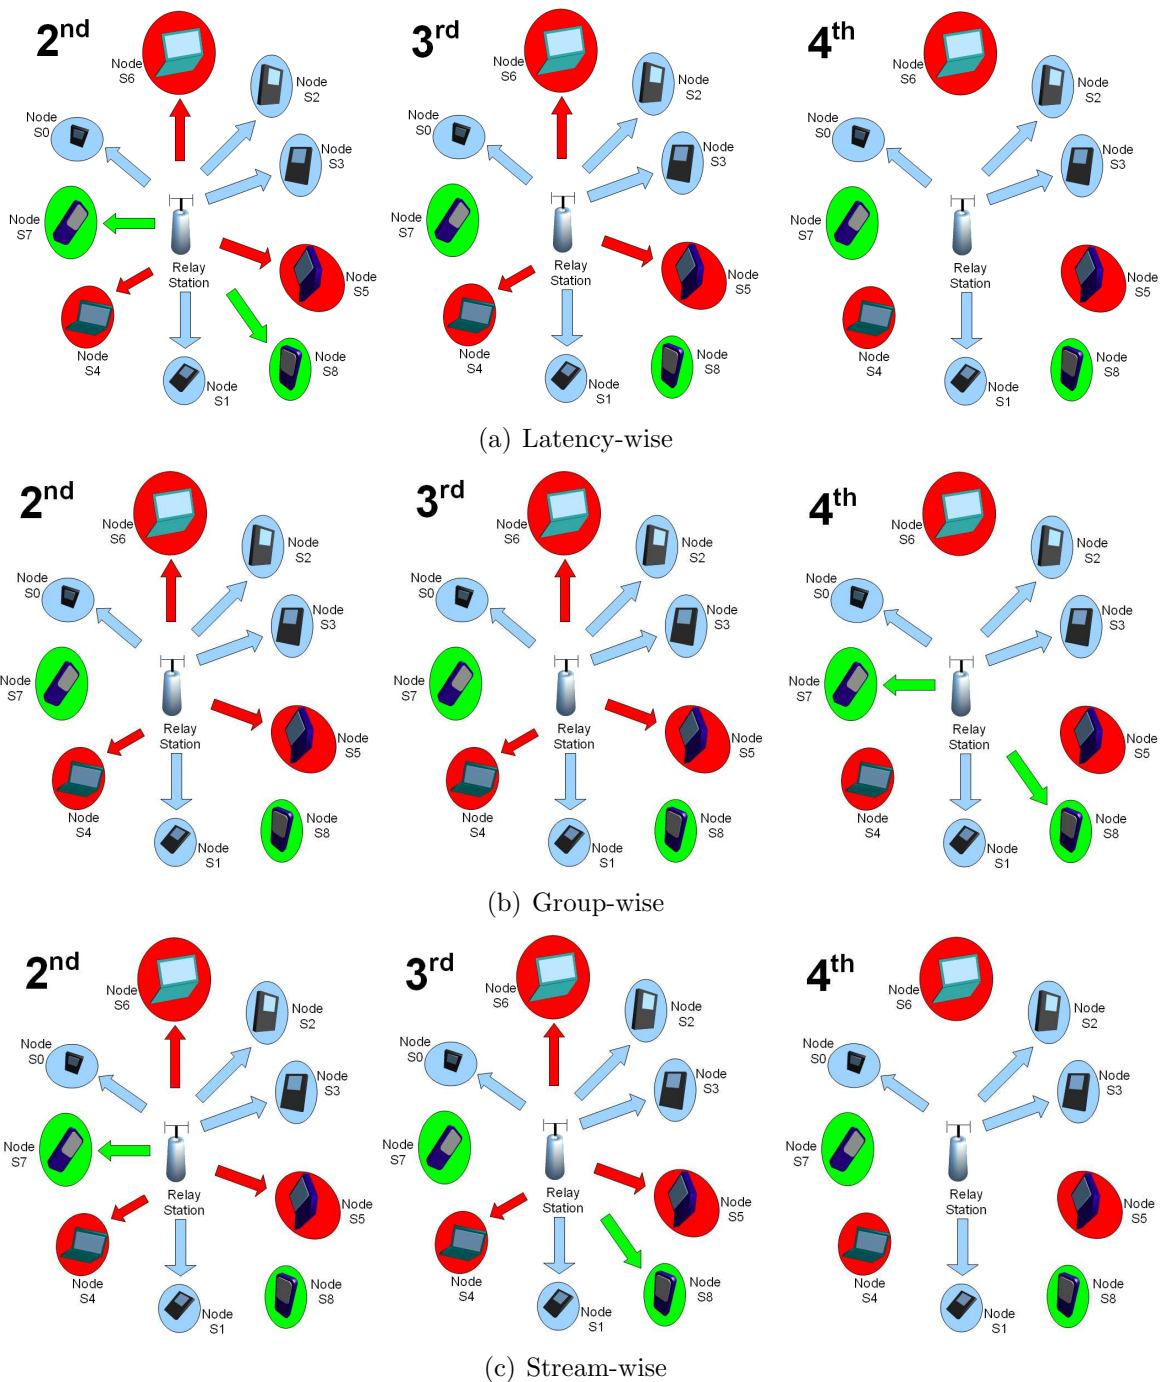 2nd
Node
S6
Node
S2
Node
S0
Node
S3
Node
S7
Relay
Station
Node
S5
Node
S4
Node
S8
Node
S1
3rd
Node
S6
Node
S2
Node
S0
Node
S3
Node
S7
Relay
Station
Node
S5
Node
S4
Node
S8
Node
S1
4th
Node
S6
Node
S2
Node
S0
Node
S3
Node
S7
Relay
Station
Node
S5
Node
S4
Node
S8
Node
S1
(a) Latency-wise
2nd
Node
S6
Node
S2
Node
S0
Node
S3
Node
S7
Relay
Station
Node
S5
Node
S4
Node
S8
Node
S1
3rd
Node
S6
Node
S2
Node
S0
Node
S3
Node
S7
Relay
Station
Node
S5
Node
S4
Node
S8
Node
S1
4th
Node
S6
Node
S2
Node
S0
Node
S3
Node
S7
Relay
Station
Node
S5
Node
S4
Node
S8
Node
S1
(b) Group-wise
2nd
Node
S6
Node
S2
Node
S0
Node
S3
Node
S7
Relay
Station
Node
S5
Node
S4
Node
S8
Node
S1
3rd
Node
S6
Node
S2
Node
S0
Node
S3
Node
S7
Relay
Station
Node
S5
Node
S4
Node
S8
Node
S1
4th
Node
S6
Node
S2
Node
S0
Node
S3
Node
S7
Relay
Station
Node
S5
Node
S4
Node
S8
Node
S1
(c) Stream-wise